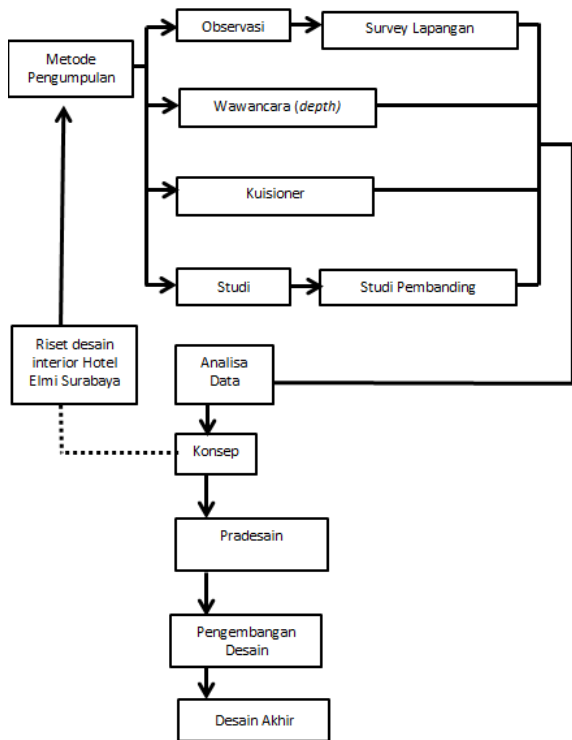 Observasi
Survey Lapangan
Metode
Pengumpulan
Wawancara (depth)
Kuisioner
Studi
Studi Pembanding
Riset desain
interior Hotel
Elmi Surabaya
Analisa
Data
Konsep
Pradesain
Pengembangan
Desain
Desain Akhir